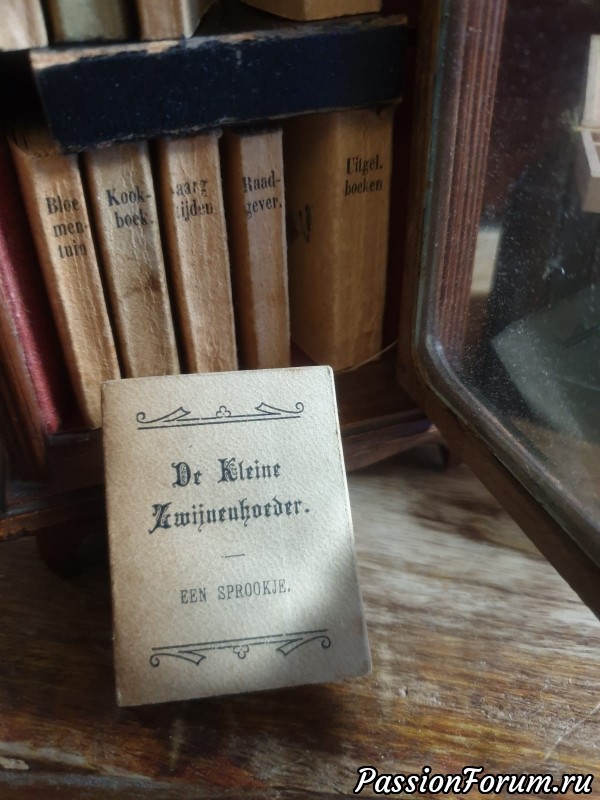 Bloe
men-
tuin
Kook-
boek.
Raad-
gever.
Uitgel.
boeken
De Kleine
Zwijnenhoeder.
EEN SPROOKJE.
PassionForum.ru